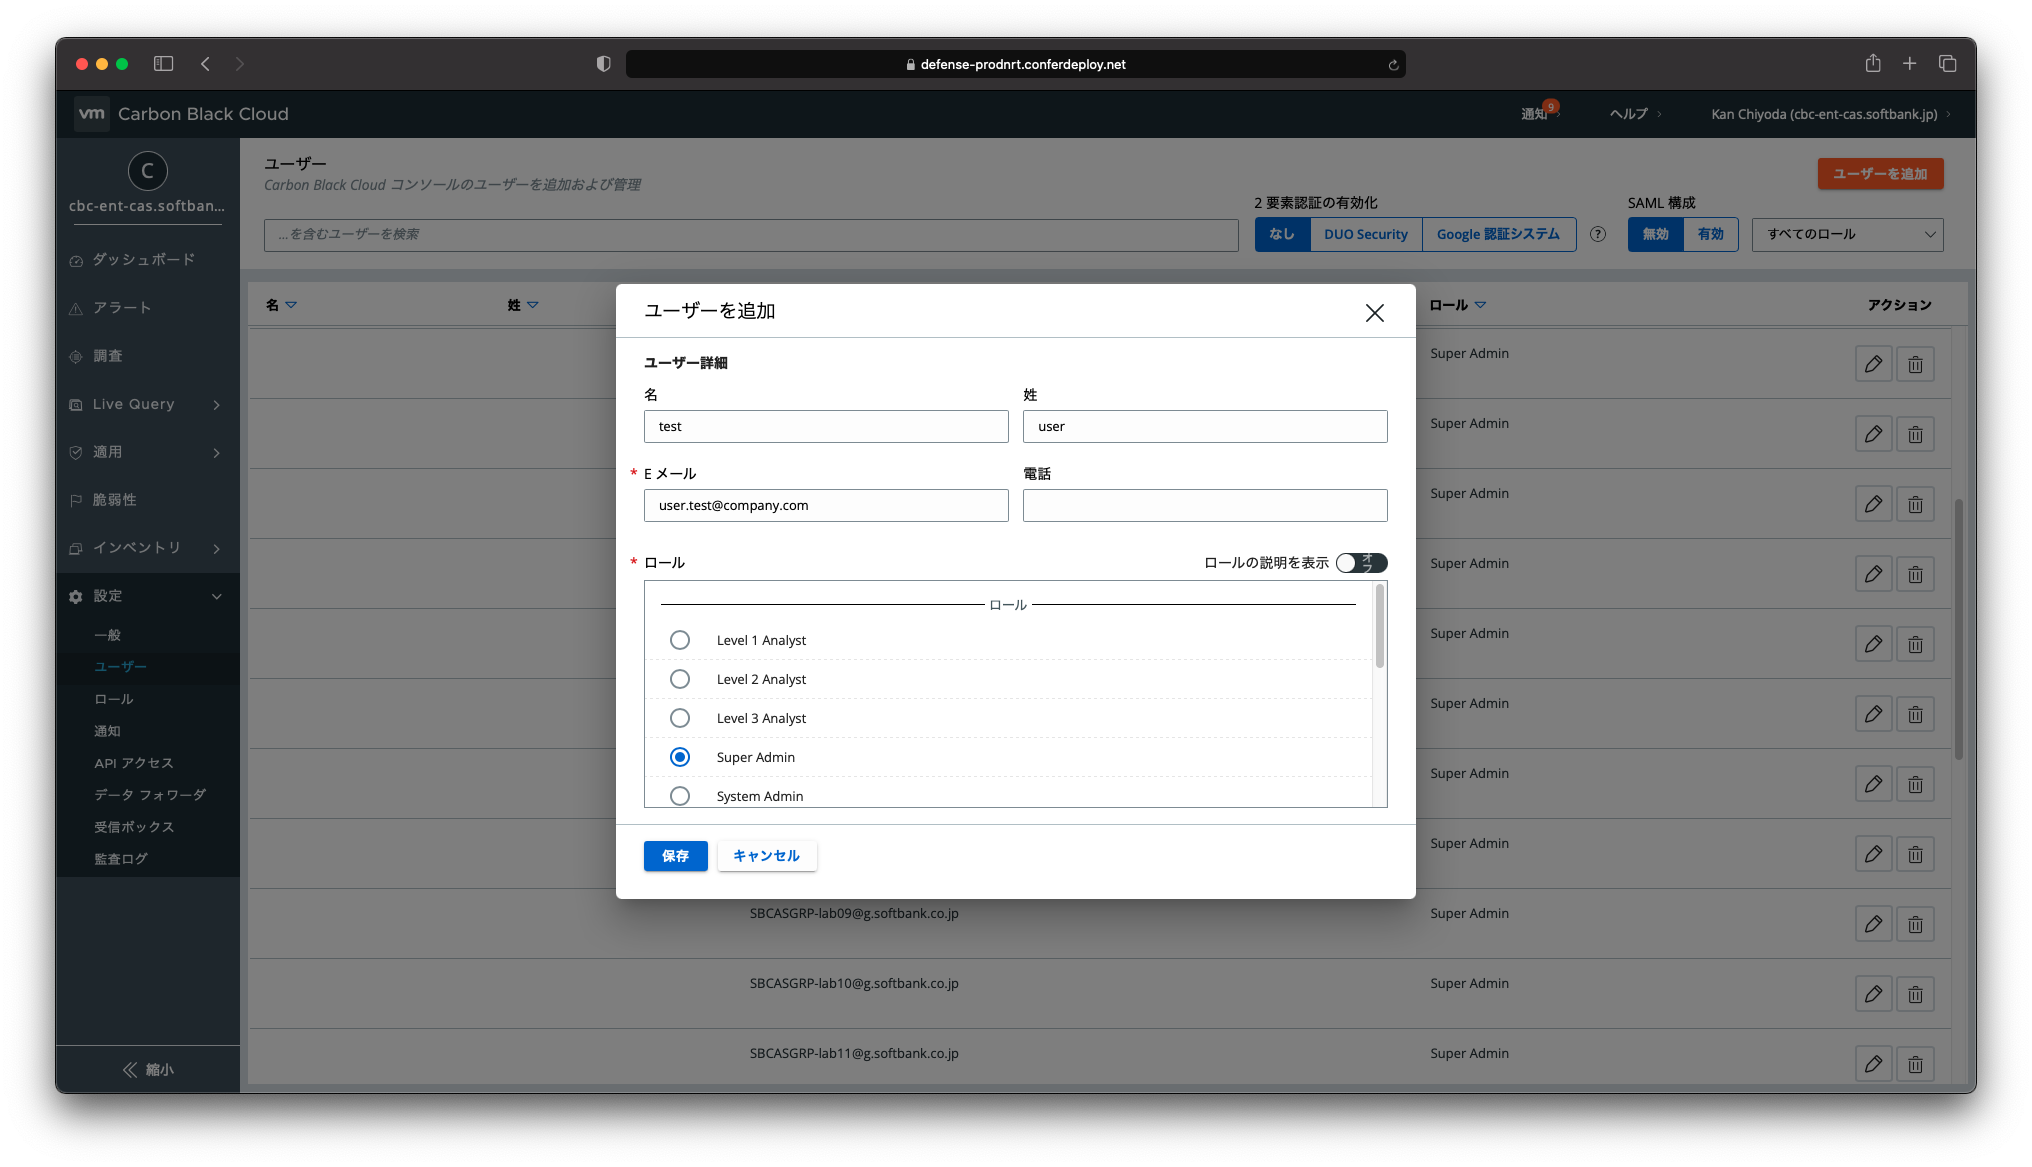 defense-prodnrt.conferdeploy.net
vm Carbon Black Cloud
通知 9
ヘルプ
Kan Chiyoda (cbc-ent-cas.softbank.jp)
C
cbc-ent-cas.softban...
ダッシュボード
アラート
調査
Live Query
適用
脆弱性
インベントリ
設定
一般
ユーザー
ロール
通知
API アクセス
データ フォワーダ
受信ボックス
監査ログ
縮小
ユーザー
Carbon Black Cloud コンソールのユーザーを追加および管理
ユーザーを追加
...を含むユーザーを検索
2 要素認証の有効化
なし DUO Security Google 認証システム ?
SAML 構成
無効 有効
すべてのロール
名 姓 ロール アクション
Super Admin
Super Admin
Super Admin
Super Admin
Super Admin
Super Admin
Super Admin
Super Admin
SBCASGRP-lab09@g.softbank.co.jp Super Admin
SBCASGRP-lab10@g.softbank.co.jp Super Admin
SBCASGRP-lab11@g.softbank.co.jp Super Admin
ユーザーを追加
ユーザー詳細
名 姓
test user
* E メール 電話
user.test@company.com
* ロール ロールの説明を表示 オフ
ロール
Level 1 Analyst
Level 2 Analyst
Level 3 Analyst
Super Admin
System Admin
保存 キャンセル